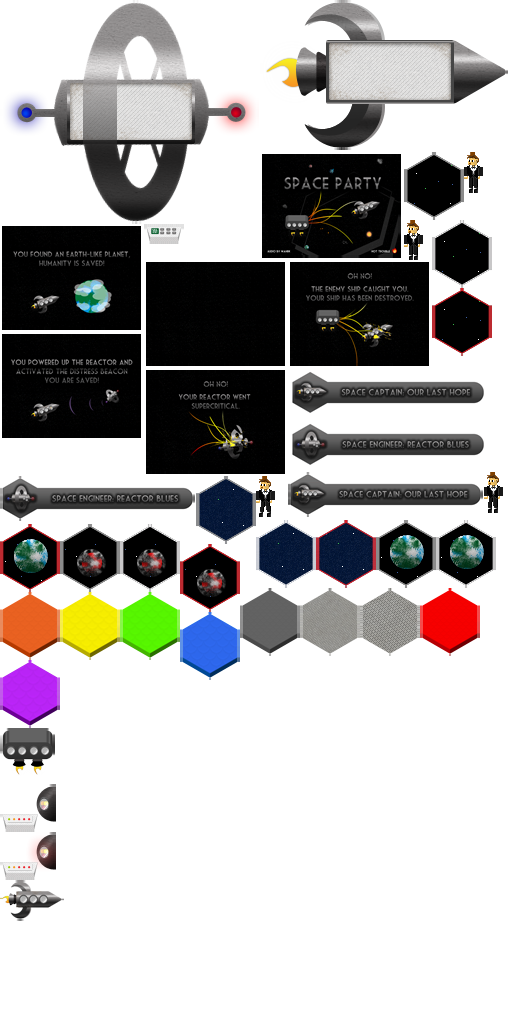 SPACE PARTY
AUDIO BY WANBE
NOT TROUBLE
YOU FOUND AN EARTH-LIKE PLANET,
HUMANITY IS SAVED!
OH NO!
THE ENEMY SHIP CAUGHT YOU.
YOUR SHIP HAS BEEN DESTROYED.
YOU POWERED UP THE REACTOR AND
ACTIVATED THE DISTRESS BEACON
YOU ARE SAVED!
OH NO!
YOUR REACTOR WENT
SUPERCRITICAL.
SPACE CAPTAIN: OUR LAST HOPE
SPACE ENGINEER: REACTOR BLUES
SPACE ENGINEER: REACTOR BLUES
SPACE CAPTAIN: OUR LAST HOPE